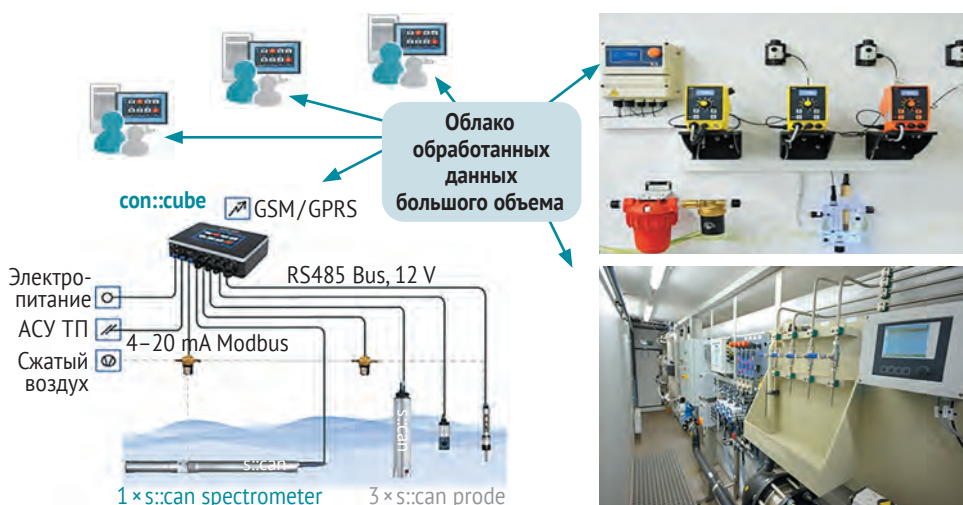 Облако
обработанных
данных
большого объема
con::cube
GSM/GPRS
RS485 Bus, 12 V
Электро-
питание
АСУ ТП
4–20 mA Modbus
Сжатый
воздух
s::can
s::can
1 × s::can spectrometer
3 × s::can prode